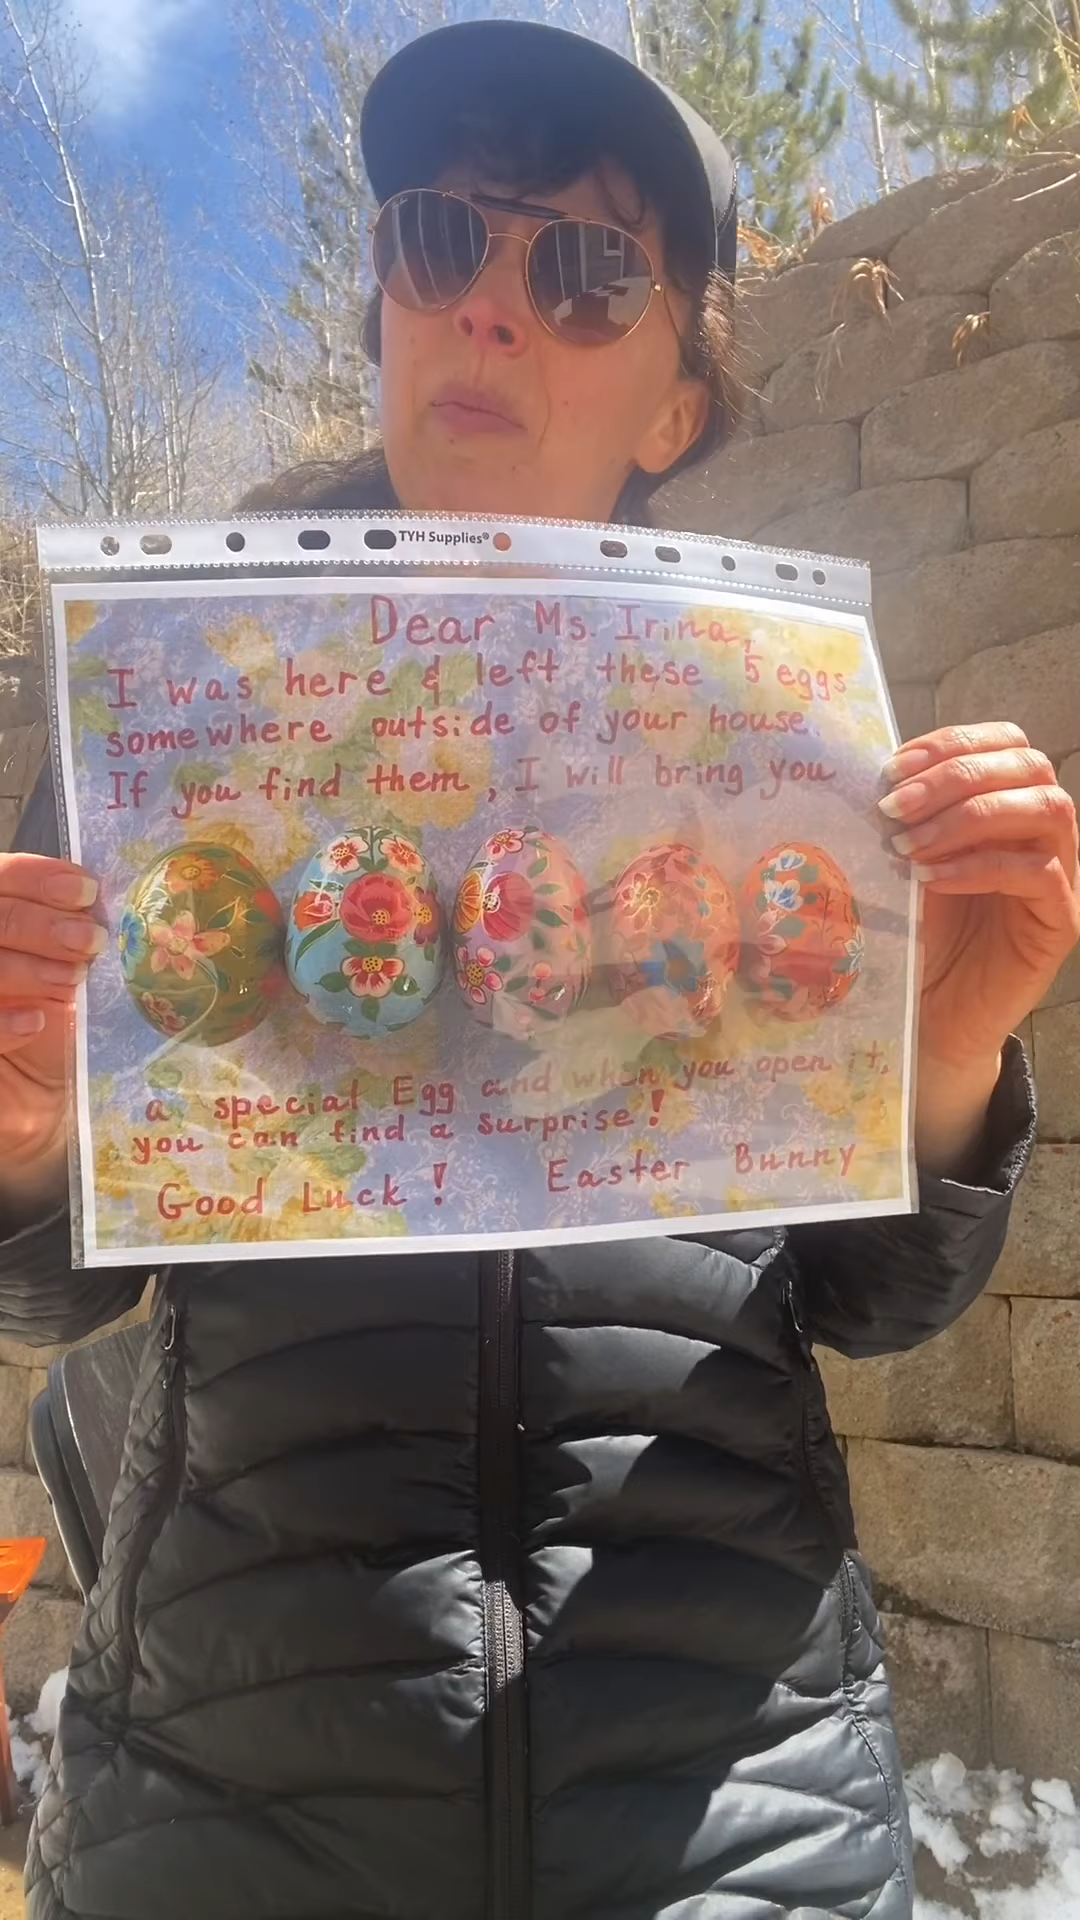 TYH Supplies®
Dear Ms. Irina,
I was here & left these 5 eggs
somewhere outside of your house.
If you find them, I will bring you
a special Egg and when you open it,
you can find a surprise!
Good Luck! Easter Bunny